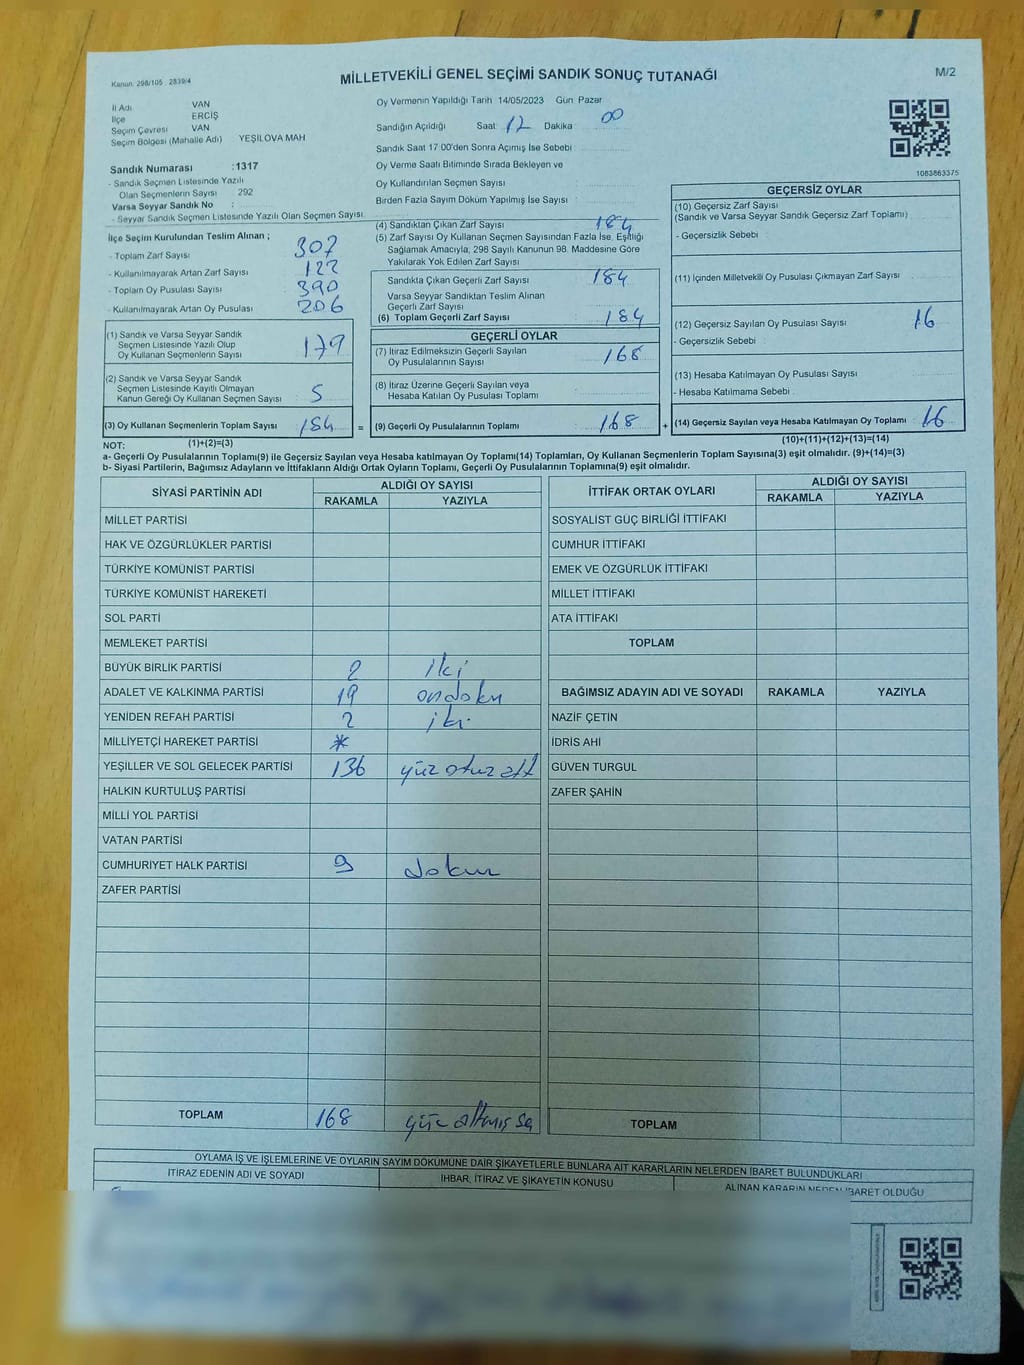 Kanun: 298/105 2839/4
MİLLETVEKİLİ GENEL SEÇİMİ SANDIK SONUÇ TUTANAĞI
M/2
İl Adı VAN
İlçe ERCİŞ
Seçim Çevresi VAN
Seçim Bölgesi (Mahalle Adı) YEŞİLOVA MAH
Sandık Numarası :1317
- Sandık Seçmen Listesinde Yazılı
Olan Seçmenlerin Sayısı 292
Varsa Seyyar Sandık No :
- Seyyar Sandık Seçmen Listesinde Yazılı Olan Seçmen Sayısı
Oy Vermenin Yapıldığı Tarih 14/05/2023 Gün Pazar
Sandığın Açıldığı Saat 12 Dakika 00
Sandık Saat 17 00'den Sonra Açımış İse Sebebi
Oy Verme Saati Bitiminde Sırada Bekleyen ve
Oy Kullandırılan Seçmen Sayısı
Birden Fazla Sayım Döküm Yapılmış İse Sayısı :
1083863375
İlçe Seçim Kurulundan Teslim Alınan ;
- Toplam Zarf Sayısı 307
- Kullanılmayarak Artan Zarf Sayısı 122
- Toplam Oy Pusulası Sayısı 390
- Kullanılmayarak Artan Oy Pusulası 206
(1) Sandık ve Varsa Seyyar Sandık
Seçmen Listesinde Yazılı Olup
Oy Kullanan Seçmenlerin Sayısı 179
(2) Sandık ve Varsa Seyyar Sandık
Seçmen Listesinde Kayıtlı Olmayan
Kanun Gereği Oy Kullanan Seçmen Sayısı : 5
(3) Oy Kullanan Seçmenlerin Toplam Sayısı : 184 =
(4) Sandıktan Çıkan Zarf Sayısı 184
(5) Zarf Sayısı Oy Kullanan Seçmen Sayısından Fazla İse, Eşitliği
Sağlamak Amacıyla, 298 Sayılı Kanunun 98. Maddesine Göre
Yakılarak Yok Edilen Zarf Sayısı
Sandıkta Çıkan Geçerli Zarf Sayısı 184
Varsa Seyyar Sandıktan Teslim Alınan
Geçerli Zarf Sayısı
(6) Toplam Geçerli Zarf Sayısı : 184
GEÇERLİ OYLAR
(7) İtiraz Edilmeksizin Geçerli Sayılan
Oy Pusulalarının Sayısı 168
(8) İtiraz Üzerine Geçerli Sayılan veya
Hesaba Katılan Oy Pusulası Toplamı
(9) Geçerli Oy Pusulalarının Toplamı : 168 +
GEÇERSİZ OYLAR
(10) Geçersiz Zarf Sayısı
(Sandık ve Varsa Seyyar Sandık Geçersiz Zarf Toplamı)
- Geçersizlik Sebebi :
(11) İçinden Milletvekili Oy Pusulası Çıkmayan Zarf Sayısı
(12) Geçersiz Sayılan Oy Pusulası Sayısı 16
- Geçersizlik Sebebi :
(13) Hesaba Katılmayan Oy Pusulası Sayısı
- Hesaba Katılmama Sebebi
(14) Geçersiz Sayılan veya Hesaba Katılmayan Oy Toplamı : 16
NOT: (1)+(2)=(3)
(10)+(11)+(12)+(13)=(14)
a- Geçerli Oy Pusulalarının Toplamı(9) ile Geçersiz Sayılan veya Hesaba katılmayan Oy Toplamı(14) Toplamları, Oy Kullanan Seçmenlerin Toplam Sayısına(3) eşit olmalıdır. (9)+(14)=(3)
b- Siyasi Partilerin, Bağımsız Adayların ve İttifakların Aldığı Ortak Oyların Toplamı, Geçerli Oy Pusulalarının Toplamına(9) eşit olmalıdır.
SİYASİ PARTİNİN ADI ALDIĞI OY SAYISI
RAKAMLA YAZIYLA
MİLLET PARTİSİ
HAK VE ÖZGÜRLÜKLER PARTİSİ
TÜRKİYE KOMÜNİST PARTİSİ
TÜRKİYE KOMÜNİST HAREKETİ
SOL PARTİ
MEMLEKET PARTİSİ
BÜYÜK BİRLİK PARTİSİ 2 iki
ADALET VE KALKINMA PARTİSİ 19 ondoku
YENİDEN REFAH PARTİSİ 2 iki
MİLLİYETÇİ HAREKET PARTİSİ *
YEŞİLLER VE SOL GELECEK PARTİSİ 136 yüz otuz altı
HALKIN KURTULUŞ PARTİSİ
MİLLİ YOL PARTİSİ
VATAN PARTİSİ
CUMHURİYET HALK PARTİSİ 9 dokuz
ZAFER PARTİSİ
TOPLAM 168 yüz altmış se
İTTİFAK ORTAK OYLARI ALDIĞI OY SAYISI
RAKAMLA YAZIYLA
SOSYALİST GÜÇ BİRLİĞİ İTTİFAKI
CUMHUR İTTİFAKI
EMEK VE ÖZGÜRLÜK İTTİFAKI
MİLLET İTTİFAKI
ATA İTTİFAKI
TOPLAM
BAĞIMSIZ ADAYIN ADI VE SOYADI RAKAMLA YAZIYLA
NAZİF ÇETİN
İDRİS AHİ
GÜVEN TURGUL
ZAFER ŞAHİN
TOPLAM
OYLAMA İŞ VE İŞLEMLERİNE VE OYLARIN SAYIM DÖKÜMÜNE DAİR ŞİKAYETLERLE BUNLARA AİT KARARLARIN NELERDEN İBARET BULUNDUKLARI
İTİRAZ EDENİN ADI VE SOYADI İHBAR, İTİRAZ VE ŞİKAYETİN KONUSU ALINAN KARARIN NEDEN İBARET OLDUĞU